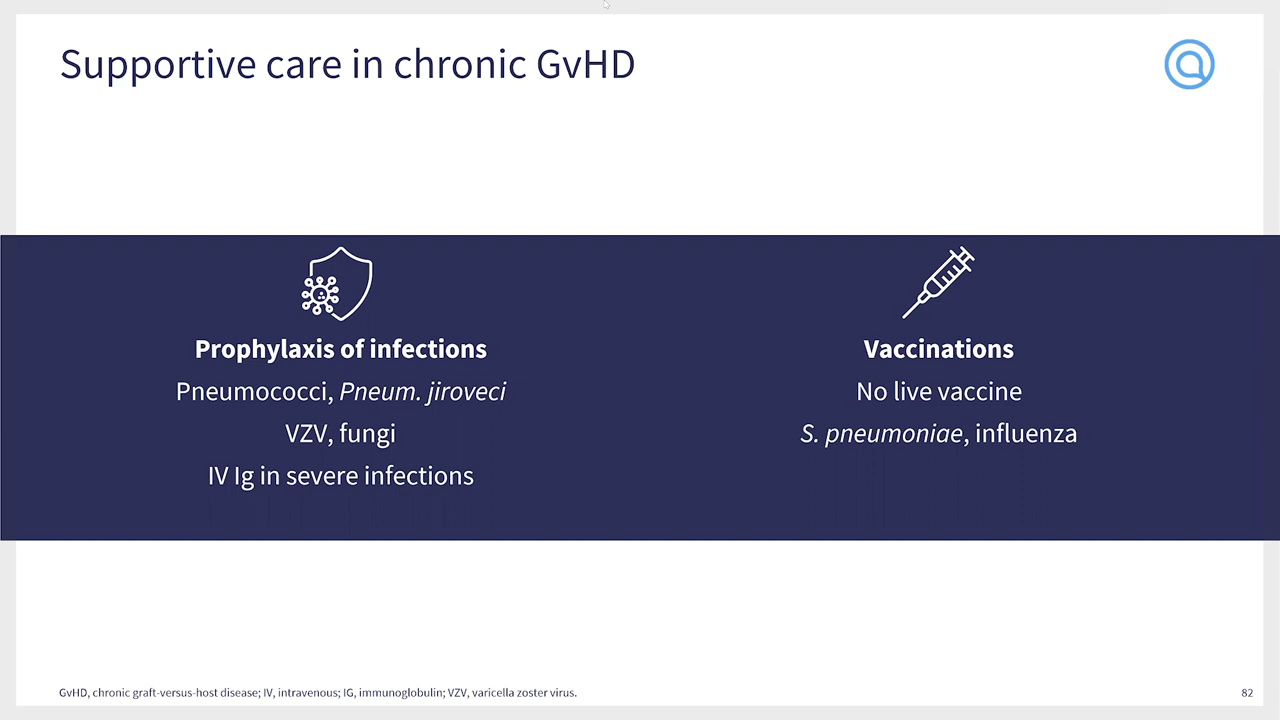 Supportive care in chronic GvHD
Prophylaxis of infections
Pneumococci, Pneum. jiroveci
VZV, fungi
IV Ig in severe infections
Vaccinations
No live vaccine
S. pneumoniae, influenza
GvHD, chronic graft-versus-host disease; IV, intravenous; IG, immunoglobulin; VZV, varicella zoster virus.
82